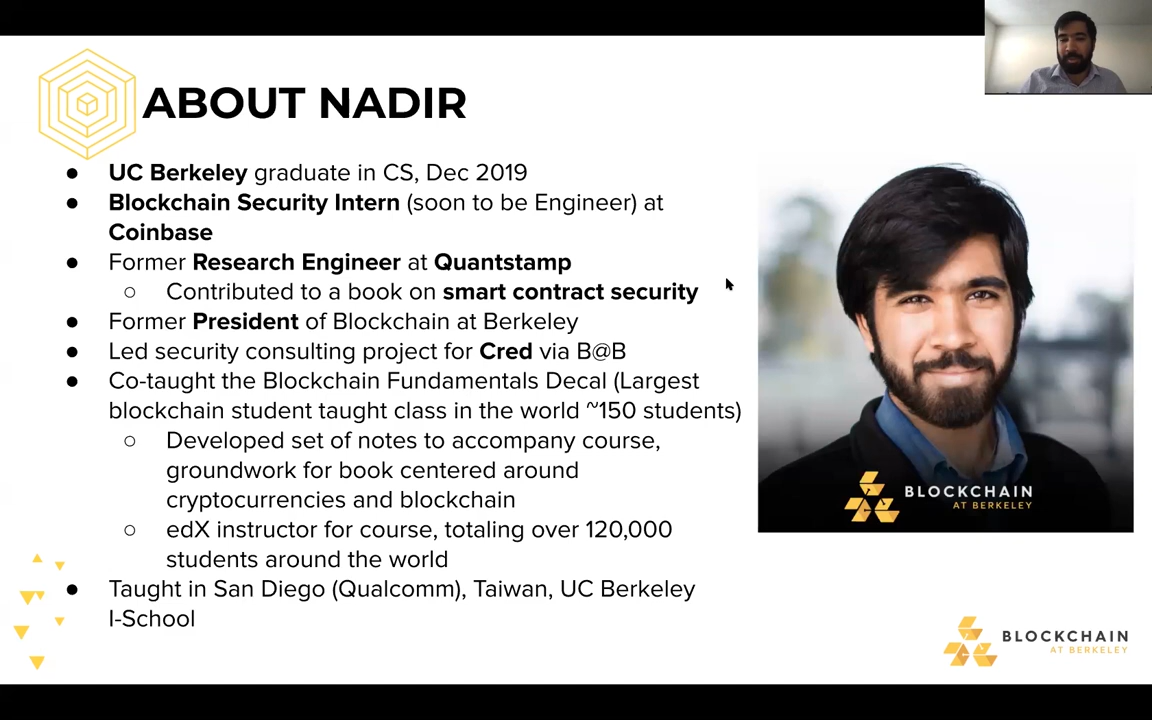 ABOUT NADIR
● UC Berkeley graduate in CS, Dec 2019
● Blockchain Security Intern (soon to be Engineer) at
Coinbase
● Former Research Engineer at Quantstamp
○ Contributed to a book on smart contract security
● Former President of Blockchain at Berkeley
● Led security consulting project for Cred via B@B
● Co-taught the Blockchain Fundamentals Decal (Largest
blockchain student taught class in the world ~150 students)
○ Developed set of notes to accompany course,
groundwork for book centered around
cryptocurrencies and blockchain
○ edX instructor for course, totaling over 120,000
students around the world
● Taught in San Diego (Qualcomm), Taiwan, UC Berkeley
I-School
BLOCKCHAIN
AT BERKELEY
BLOCKCHAIN
AT BERKELEY